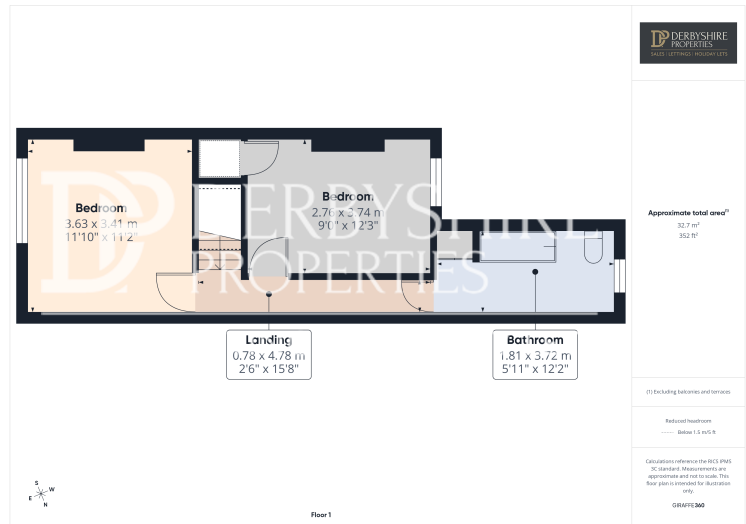 DP DERBYSHIRE
PROPERTIES
SALES | LETTINGS | HOLIDAY LETS
DP DERBYSHIRE
PROPERTIES
Bedroom
3.63 x 3.41 m
11'10" x 11'2"
Bedroom
2.76 x 3.74 m
9'0" x 12'3"
Landing
0.78 x 4.78 m
2'6" x 15'8"
Bathroom
1.81 x 3.72 m
5'11" x 12'2"
Approximate total area(1)
32.7 m²
352 ft²
(1) Excluding balconies and terraces
Reduced headroom
Below 1.5 m/5 ft
Calculations reference the RICS IPMS
3C standard. Measurements are
approximate and not to scale. This
floor plan is intended for illustration
only.
GIRAFFE360
S
W
E
N
Floor 1